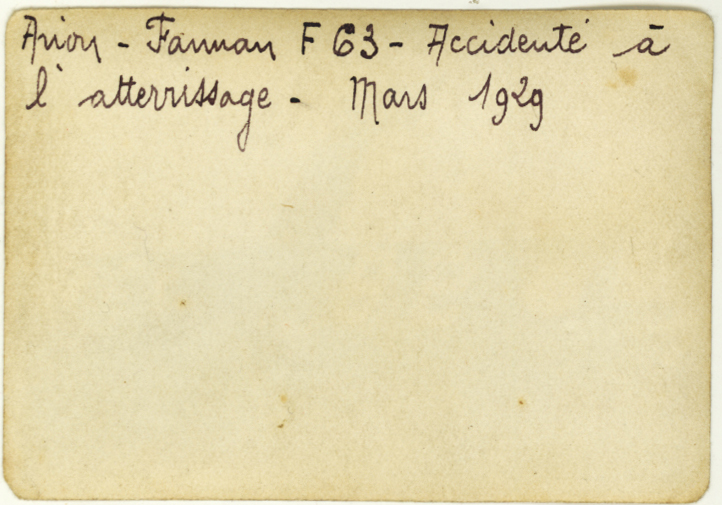 Avion - Farman F 63 - Accidenté à
l'atterrissage - Mars 1929